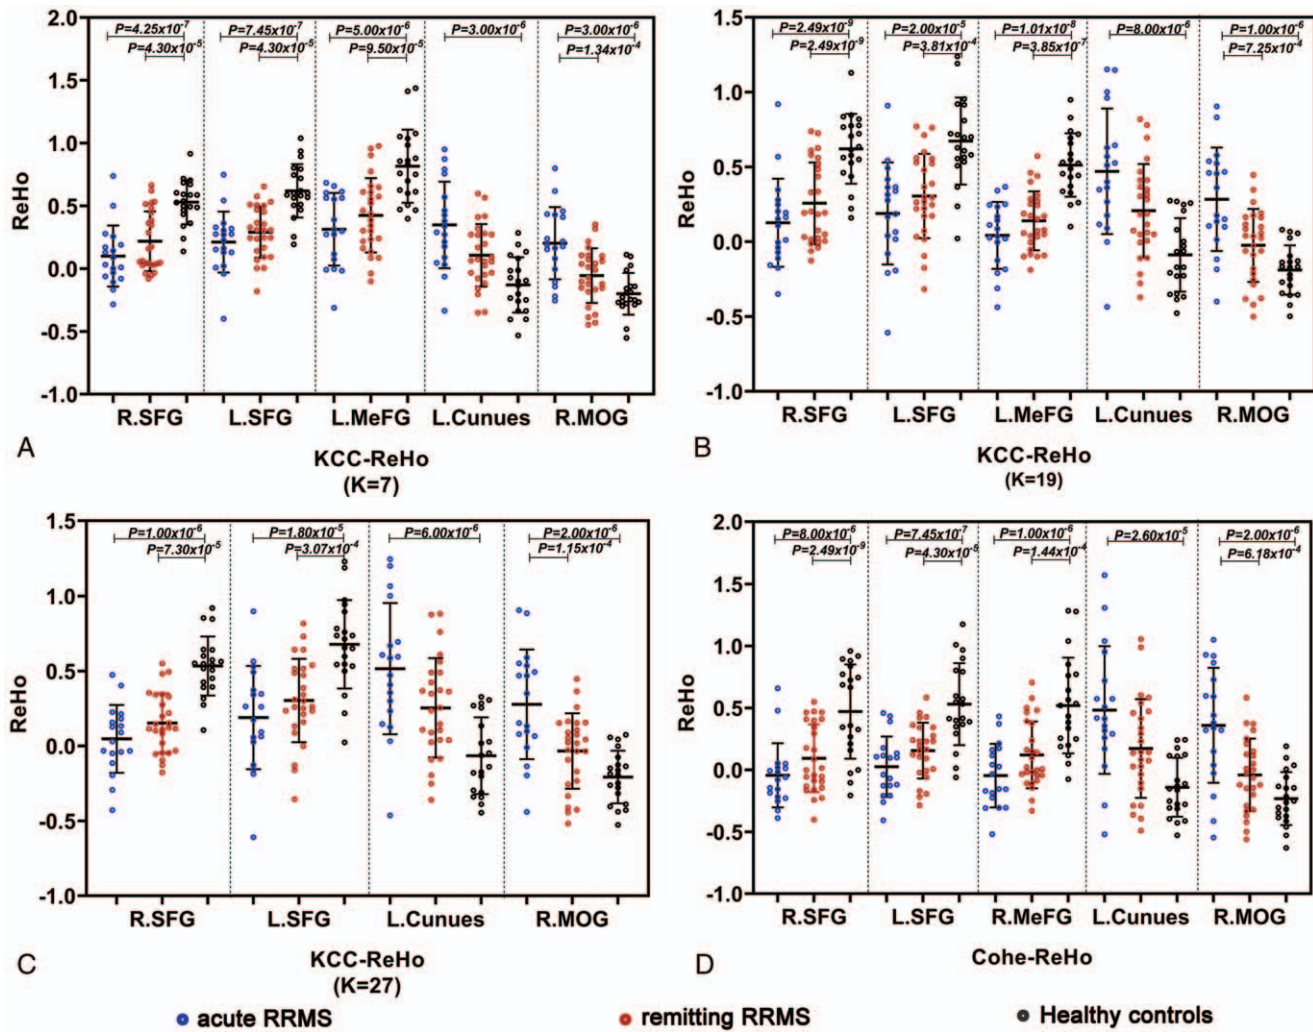 P=4.25x10-7 P=7.45x10-7 P=5.00x10-6 P=3.00x10-6 P=3.00x10-6
P=4.30x10-5 P=4.30x10-5 P=9.50x10-5 P=1.34x10-4
2.0
1.5
1.0
0.5
0.0
-0.5
-1.0
ReHo
R.SFG L.SFG L.MeFG L.Cunues R.MOG
A
KCC-ReHo
(K=7)
P=2.49x10-9 P=2.00x10-5 P=1.01x10-8 P=8.00x10-6 P=1.00x10-6
P=2.49x10-9 P=3.81x10-4 P=3.85x10-7 P=7.25x10-4
1.5
1.0
0.5
0.0
-0.5
-1.0
ReHo
R.SFG L.SFG L.MeFG L.Cunues R.MOG
B
KCC-ReHo
(K=19)
P=1.00x10-6 P=1.80x10-5 P=6.00x10-6 P=2.00x10-6
P=7.30x10-5 P=3.07x10-4 P=1.15x10-4
1.5
1.0
0.5
0.0
-0.5
-1.0
ReHo
R.SFG L.SFG L.Cunues R.MOG
C
KCC-ReHo
(K=27)
P=8.00x10-6 P=7.45x10-7 P=1.00x10-6 P=2.60x10-5 P=2.00x10-6
P=2.49x10-9 P=4.30x10-5 P=1.44x10-4 P=6.18x10-4
2.0
1.5
1.0
0.5
0.0
-0.5
-1.0
ReHo
R.SFG L.SFG R.MeFG L.Cunues R.MOG
D
Cohe-ReHo
acute RRMS remitting RRMS Healthy controls